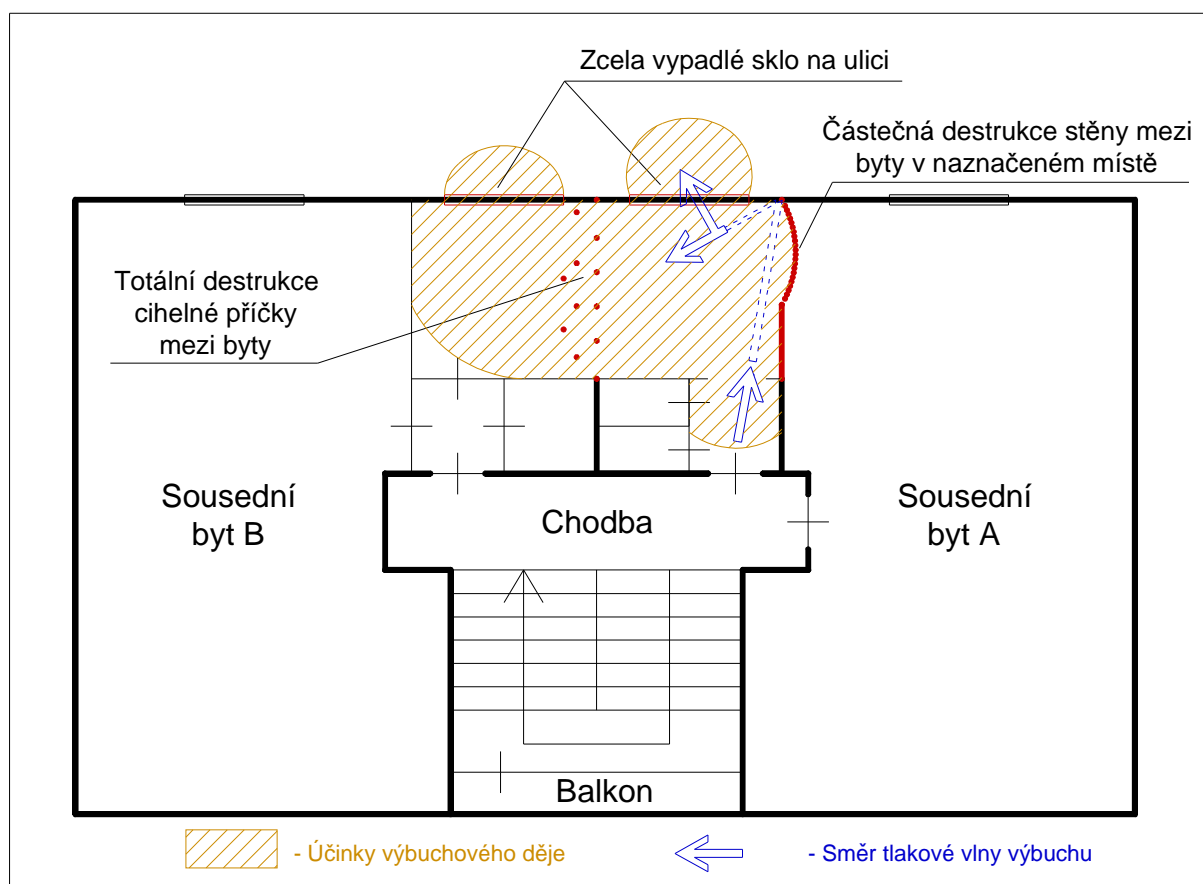 Zcela vypadlé sklo na ulici
Částečná destrukce stěny mezi
byty v naznačeném místě
Totální destrukce
cihelné příčky
mezi byty
Sousední
byt B
Chodba
Sousední
byt A
Balkon
- Účinky výbuchového děje
- Směr tlakové vlny výbuchu